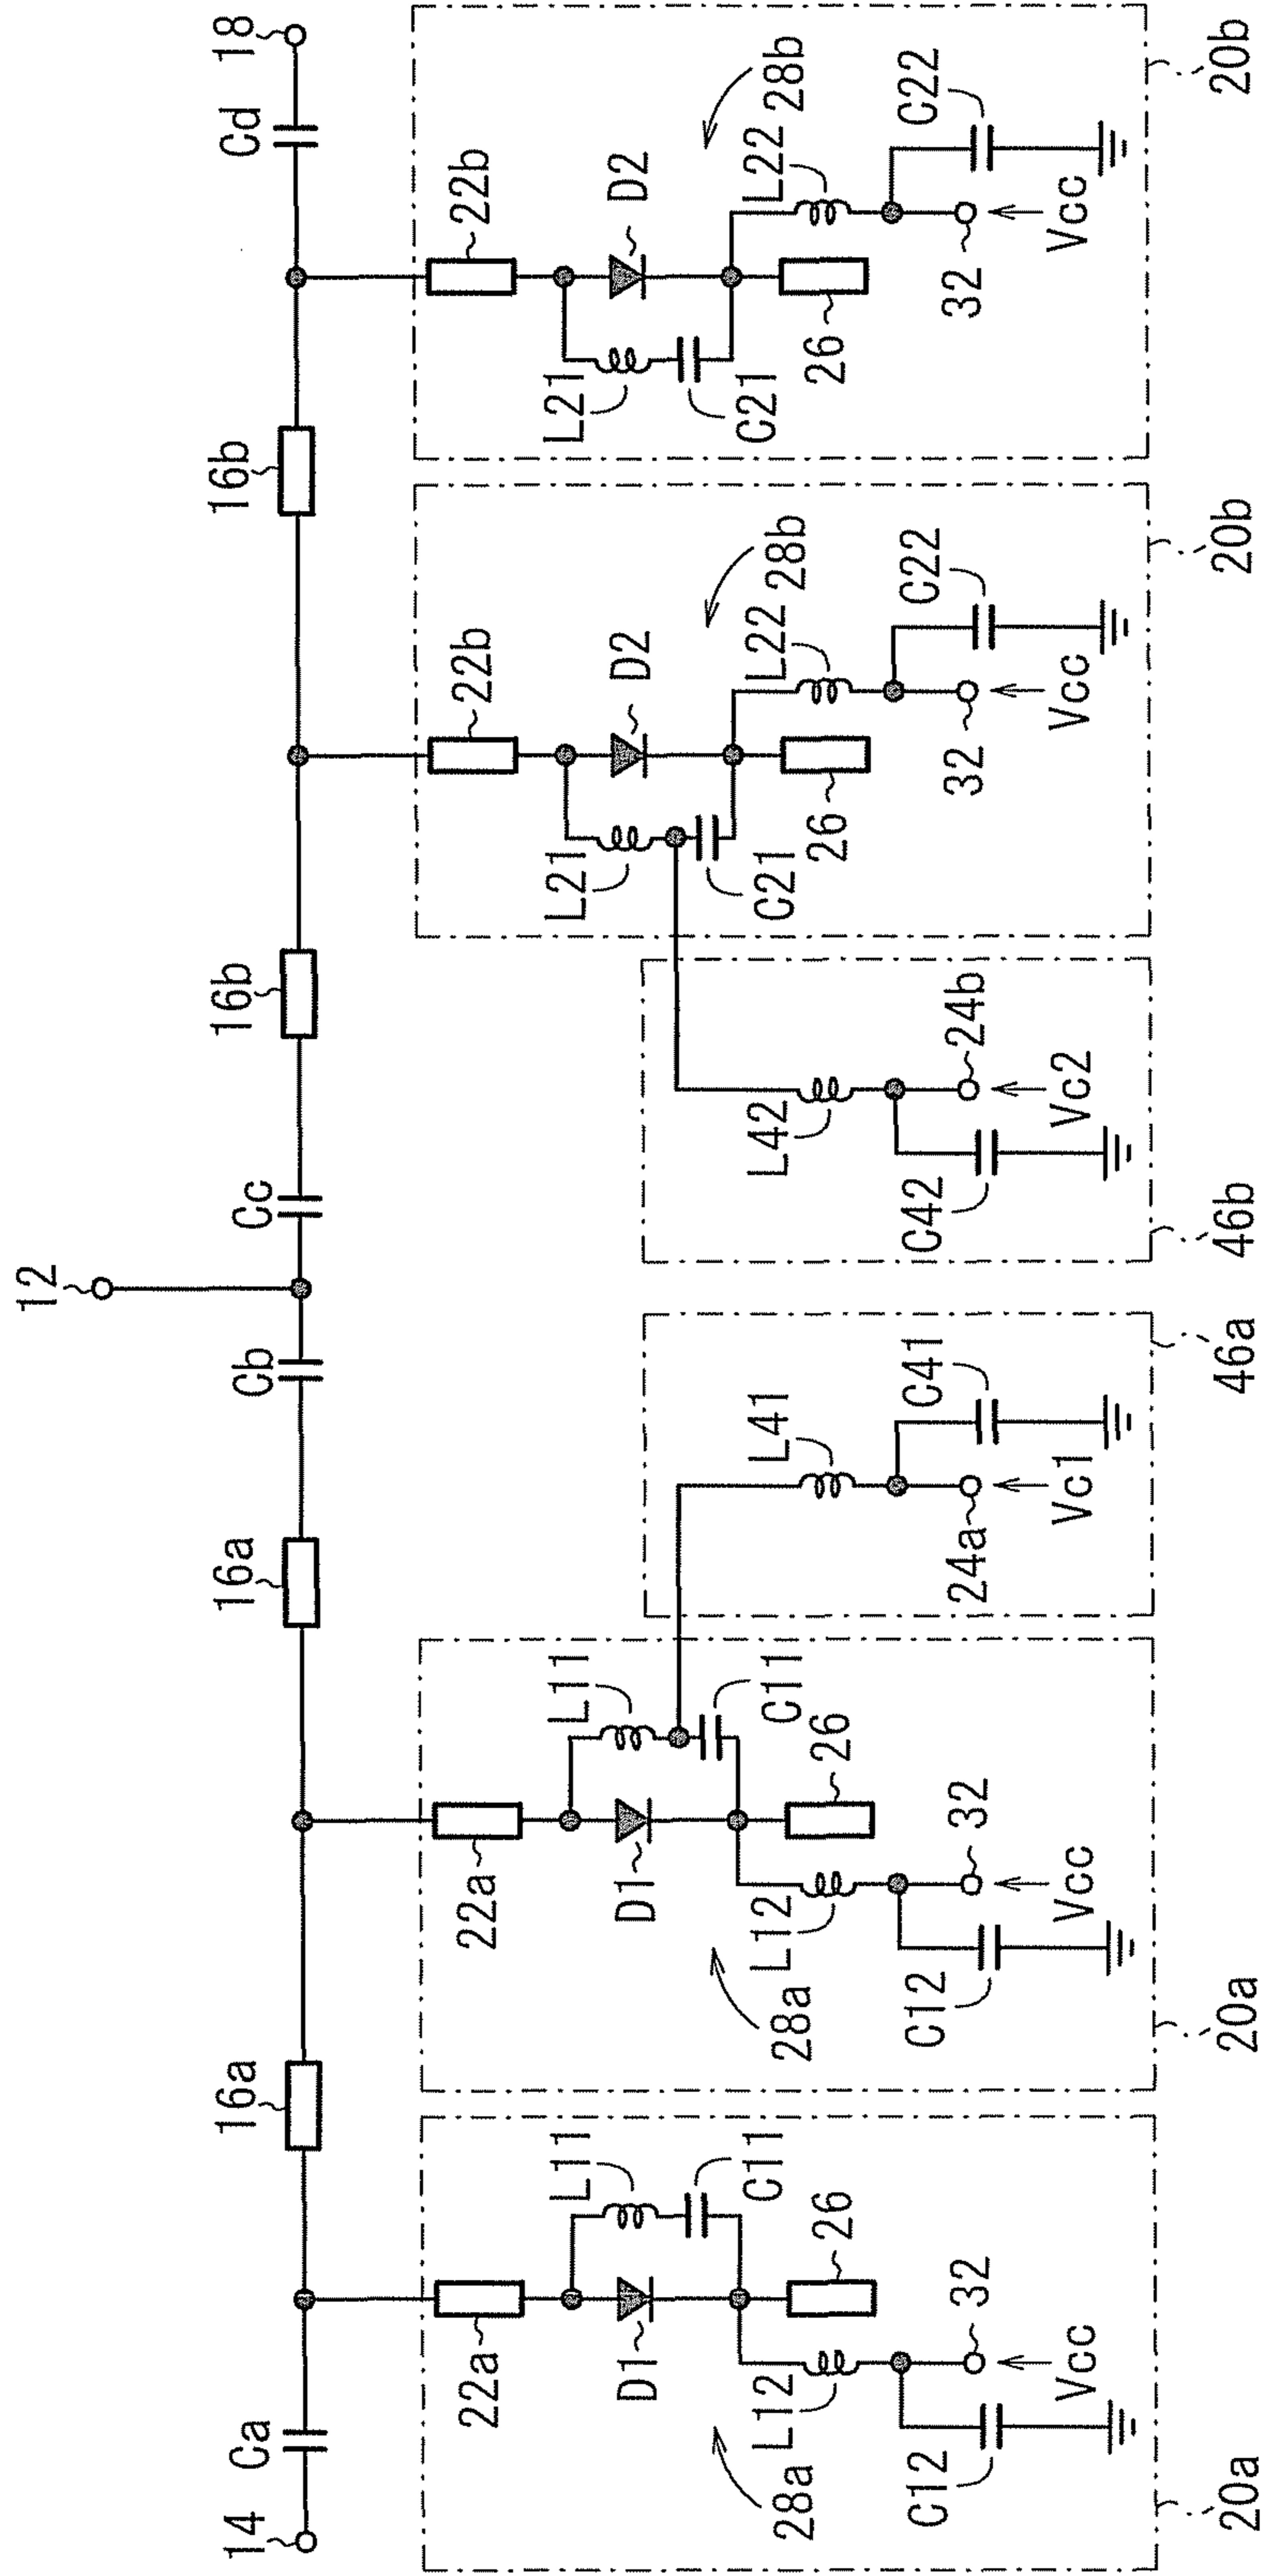 12
14
Ca
16a
16a
Cb
Cc
16b
16b
Cd
18
22a
L11
D1
C11
28a
L12
26
C12
32
Vcc
20a
22a
L11
D1
C11
28a
L12
26
C12
32
Vcc
20a
L41
C41
24a
Vc1
46a
L42
24b
C42
Vc2
46b
22b
L21
D2
C21
28b
L22
26
C22
32
Vcc
20b
22b
L21
D2
C21
28b
L22
26
C22
32
Vcc
20b